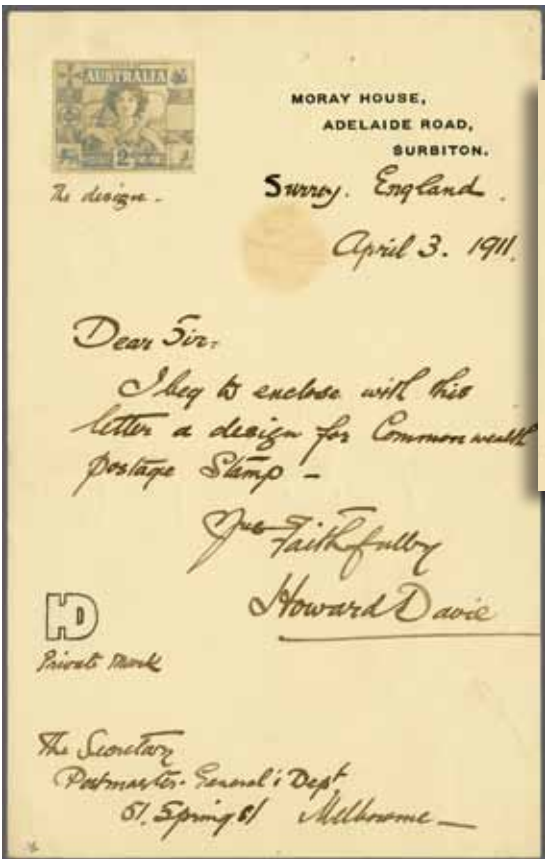 AUSTRALIA
2
The design -
MORAY HOUSE,
ADELAIDE ROAD,
SURBITON.
Surrey. England.
April 3. 1911.
Dear Sir:
I beg to enclose with this
letter a design for Commonwealth
postage Stamp -
Faithfully
Howard Davie
HD
Private Mark
The Secretary
Postmaster-General's Dept
51. Spring St Melbourne -